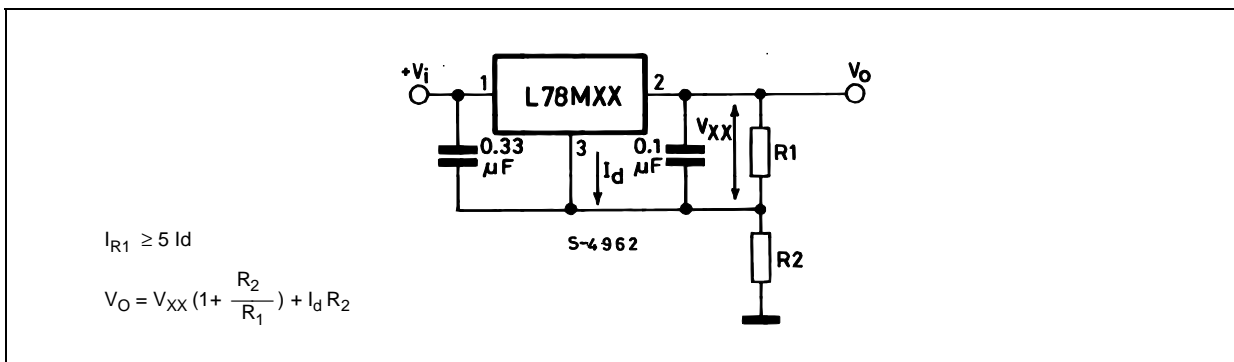 +Vi
1
L78MXX
2
Vo
0.33
μF
3
Id
0.1
μF
VXX
R1
S-4962
R2
IR1 ≥ 5 Id
VO = VXX (1+ R2 / R1 ) + Id R2